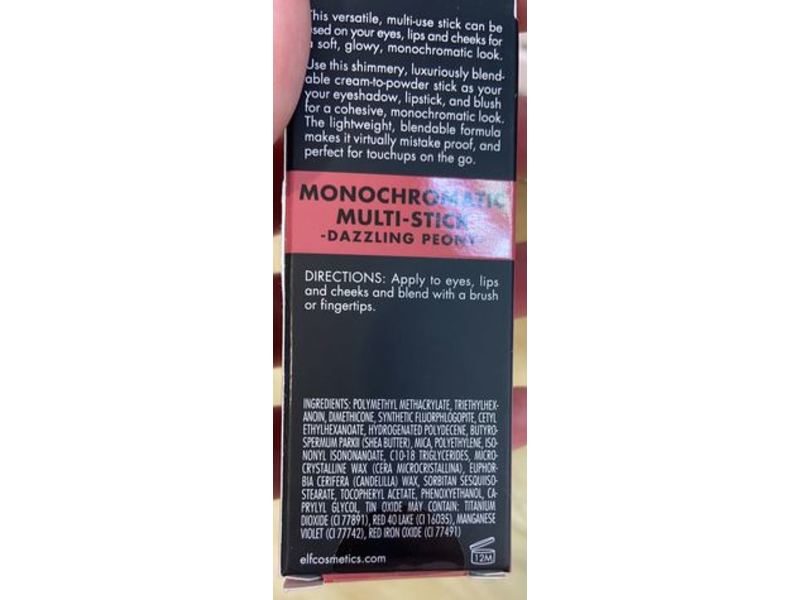 This versatile, multi-use stick can be
used on your eyes, lips and cheeks for
a soft, glowy, monochromatic look.
Use this shimmery, luxuriously blend-
able cream-to-powder stick as your
your eyeshadow, lipstick, and blush
for a cohesive, monochromatic look.
The lightweight, blendable formula
makes it virtually mistake proof, and
perfect for touchups on the go.
MONOCHROMATIC
MULTI-STICK
-DAZZLING PEONY-
DIRECTIONS: Apply to eyes, lips
and cheeks and blend with a brush
or fingertips.
INGREDIENTS: POLYMETHYL METHACRYLATE, TRIETHYLHEX-
ANOIN, DIMETHICONE, SYNTHETIC FLUORPHLOGOPITE, CETYL
ETHYLHEXANOATE, HYDROGENATED POLYDECENE, BUTYRO-
SPERMUM PARKII (SHEA BUTTER), MICA, POLYETHYLENE, ISO-
NONYL ISONONANOATE, C10-18 TRIGLYCERIDES, MICRO-
CRYSTALLINE WAX (CERA MICROCRISTALLINA), EUPHOR-
BIA CERIFERA (CANDELILLA) WAX, SORBITAN SESQUIISO-
STEARATE, TOCOPHERYL ACETATE, PHENOXYETHANOL, CA-
PRYLYL GLYCOL, TIN OXIDE MAY CONTAIN: TITANIUM
DIOXIDE (CI 77891), RED 40 LAKE (CI 16035), MANGANESE
VIOLET (CI 77742), RED IRON OXIDE (CI 77491)
elfcosmetics.com
12M